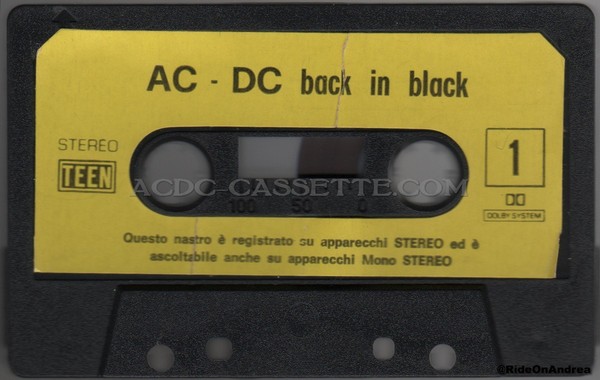 AC - DC back in black
STEREO
TEEN
1
DOLBY SYSTEM
ACDC-CASSETTE.COM
100 50 0
Questo nastro è registrato su apparecchi STEREO ed è
ascoltabile anche su apparecchi Mono STEREO
©RideOnAndrea